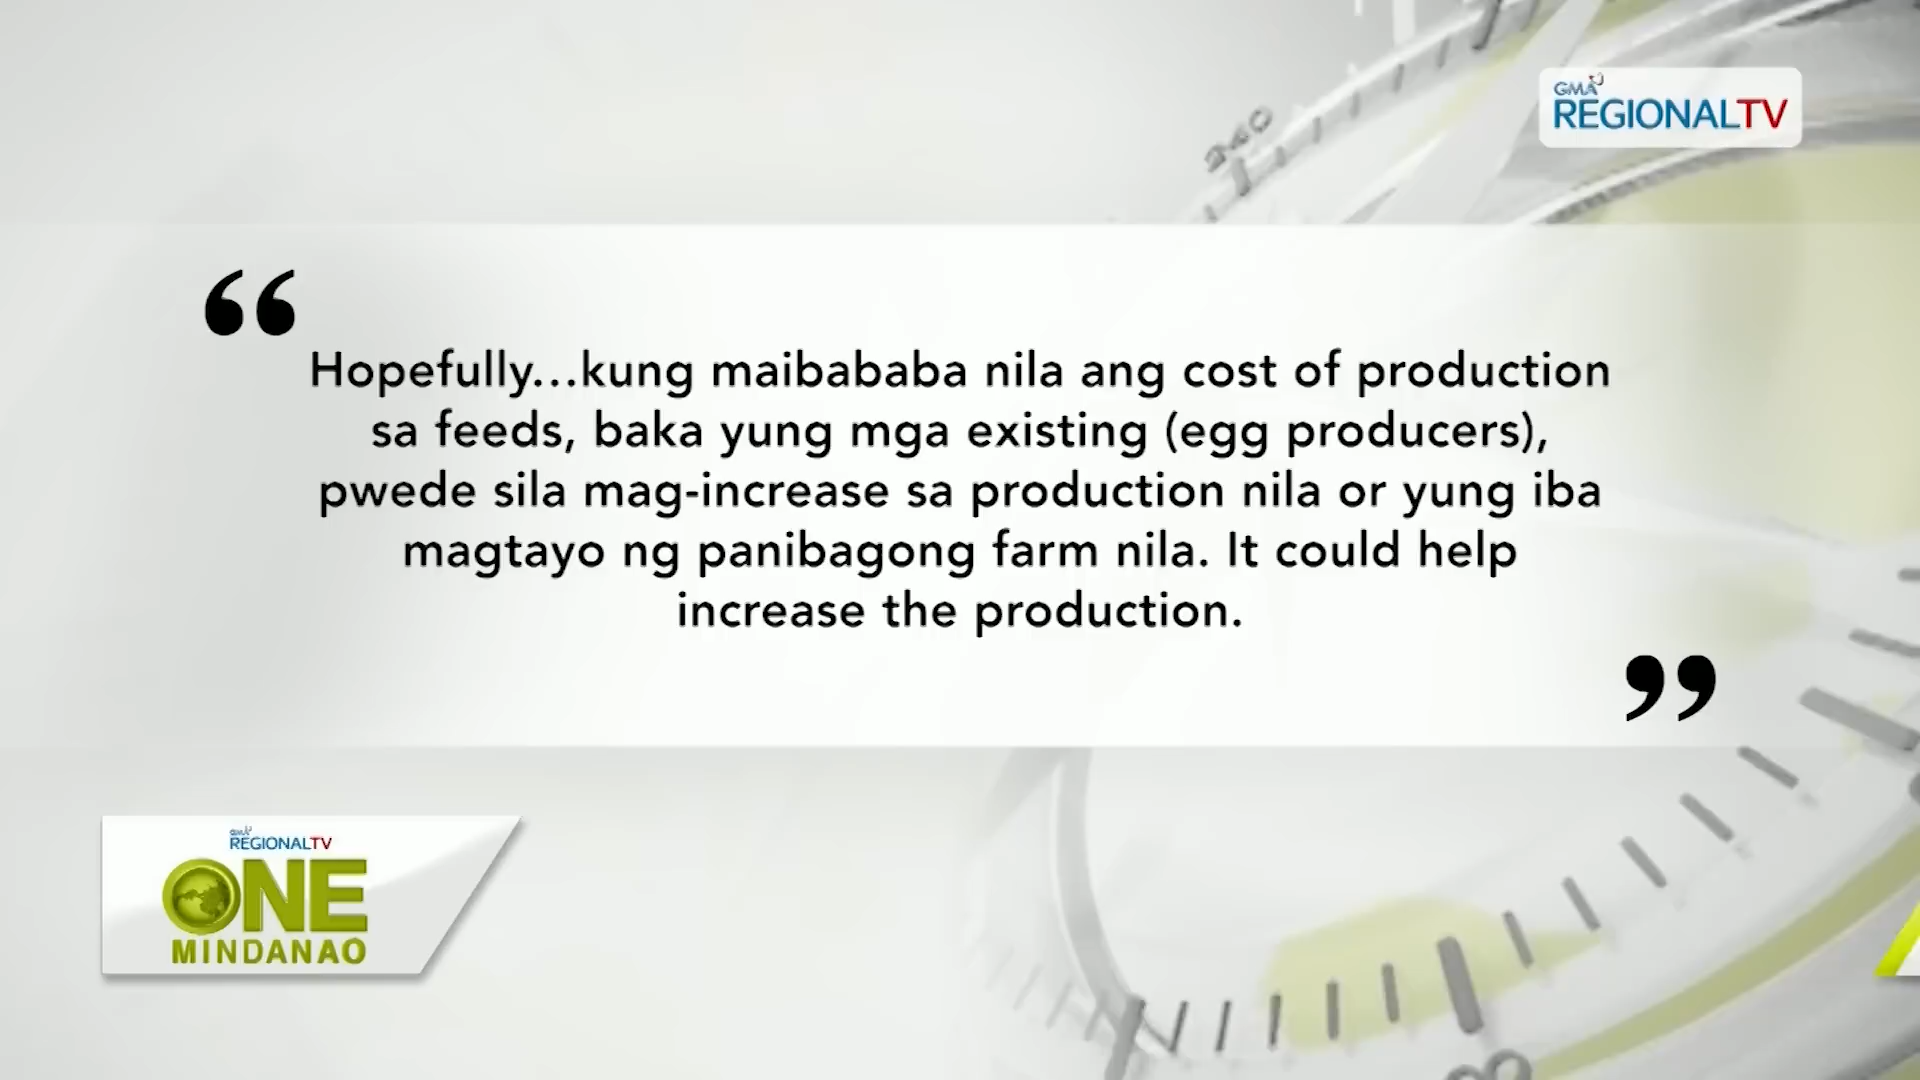 GMA
REGIONALTV
240
“
Hopefully...kung maibababa nila ang cost of production
sa feeds, baka yung mga existing (egg producers),
pwede sila mag-increase sa production nila or yung iba
magtayo ng panibagong farm nila. It could help
increase the production.
”
GMA
REGIONALTV
ONE
MINDANAO